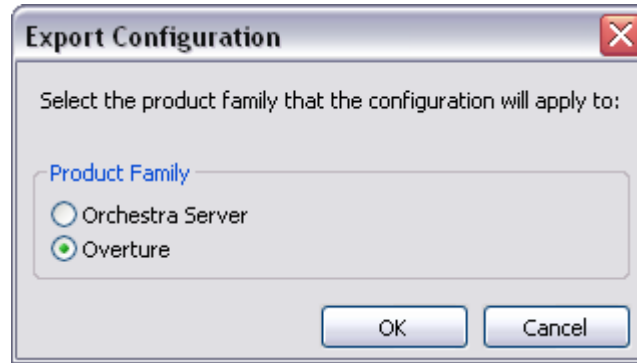 Export Configuration
Select the product family that the configuration will apply to:
Product Family
Orchestra Server
Overture
OK Cancel